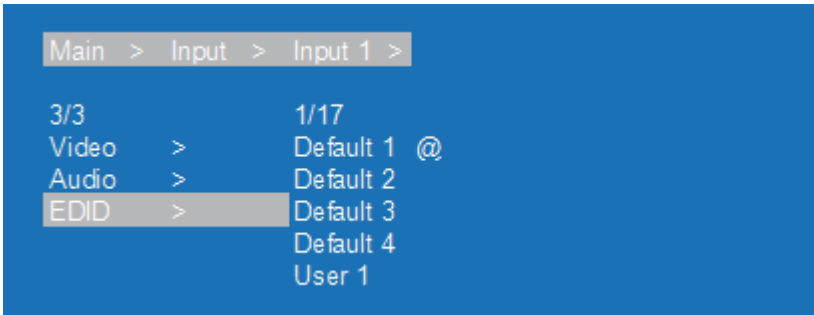 Main > Input > Input 1 >
3/3 1/17
Video > Default 1 @
Audio > Default 2
EDID > Default 3
Default 4
User 1